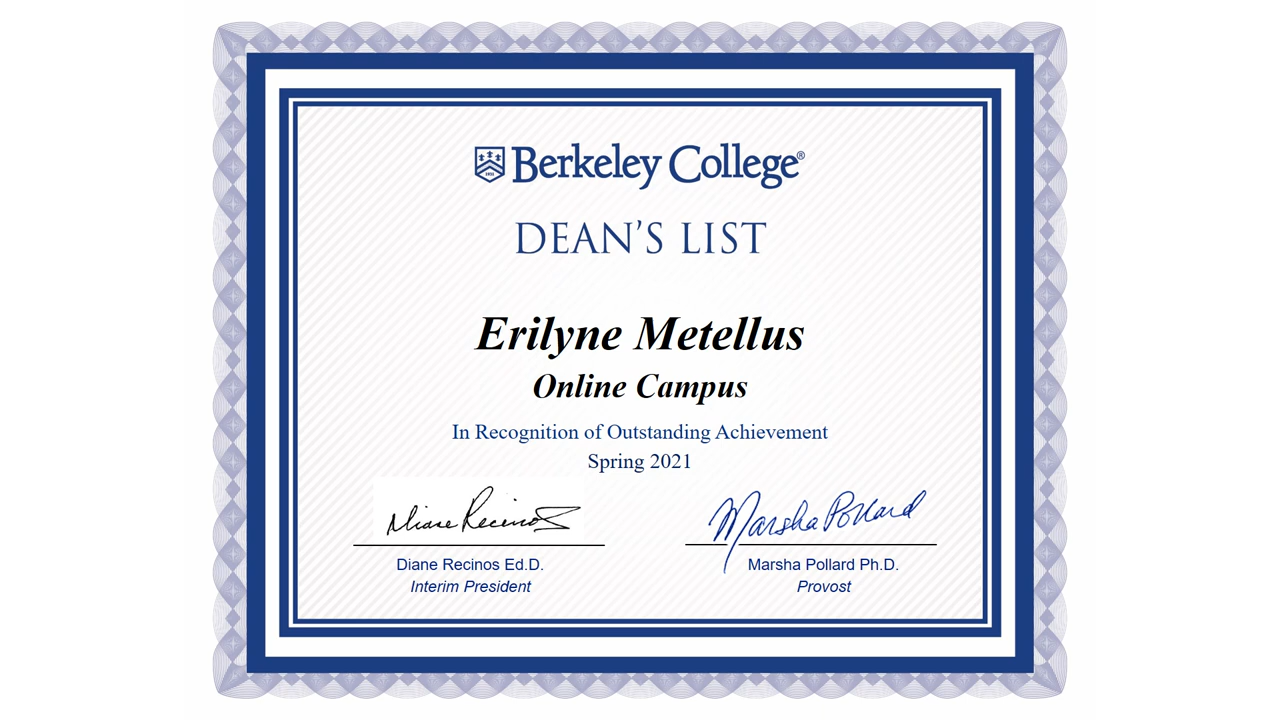 Berkeley College®
DEAN'S LIST
Erilyne Metellus
Online Campus
In Recognition of Outstanding Achievement
Spring 2021
Diane Recinos Marsha Pollard
Diane Recinos Ed.D. Marsha Pollard Ph.D.
Interim President Provost